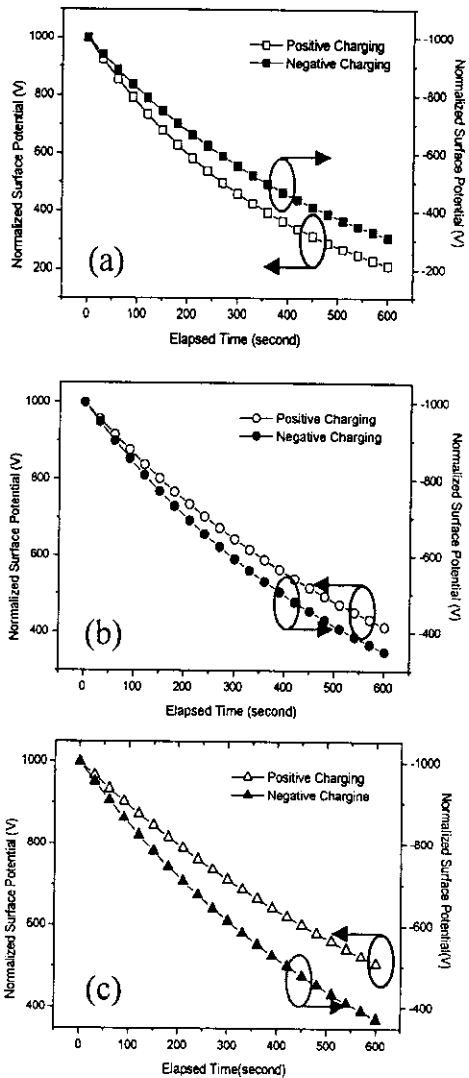 Positive Charging
Negative Charging
1000
800
600
400
200
-1000
-800
-600
-400
-200
Normalized Surface Potential (V)
Normalized Surface Potential (V)
(a)
0 100 200 300 400 500 600
Elapsed Time (second)
Positive Charging
Negative Charging
1000
800
600
400
-1000
-800
-600
-400
Normalized Surface Potential (V)
Normalized Surface Potential (V)
(b)
0 100 200 300 400 500 600
Elapsed Time (second)
Positive Charging
Negative Chargine
1000
800
600
400
-1000
-800
-600
-400
Normalized Surface Potential (V)
Normalized Surface Potential(V)
(c)
0 100 200 300 400 500 600
Elapsed Time(second)